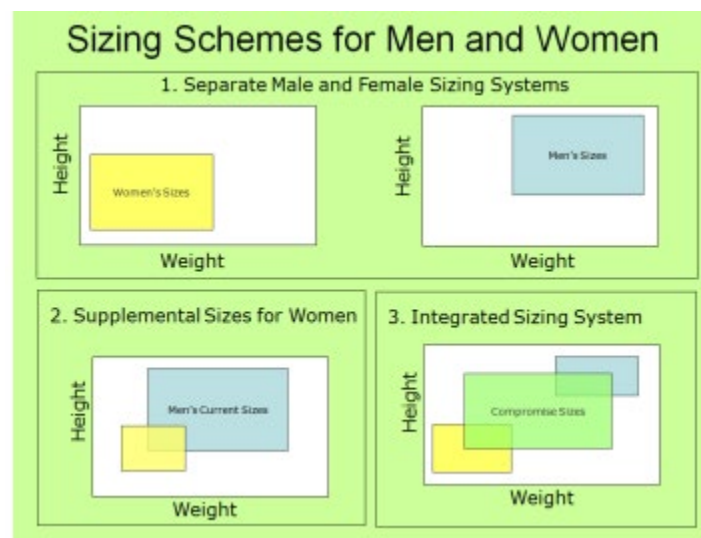 Sizing Schemes for Men and Women
1. Separate Male and Female Sizing Systems
Height
Women's Sizes
Weight
Height
Men's Sizes
Weight
2. Supplemental Sizes for Women
Height
Men's Current Sizes
Weight
3. Integrated Sizing System
Height
Compromise Sizes
Weight